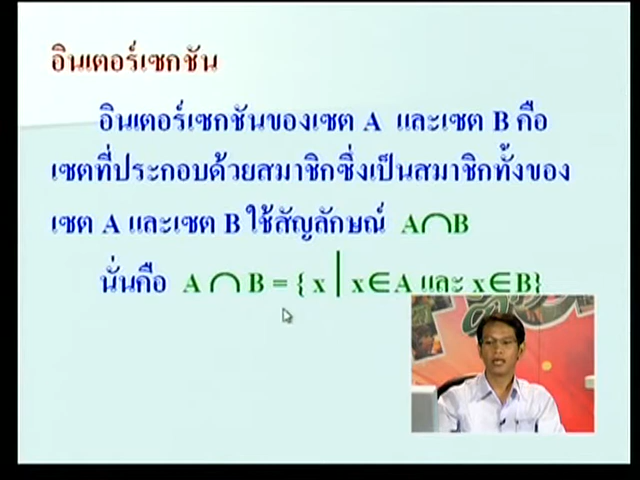 อินเตอร์เซกชัน
อินเตอร์เซกชันของเซต A และเซต B คือ
เซตที่ประกอบด้วยสมาชิกซึ่งเป็นสมาชิกทั้งของ
เซต A และเซต B ใช้สัญลักษณ์ A∩B
นั่นคือ A ∩ B = { x | x∈A และ x∈B}